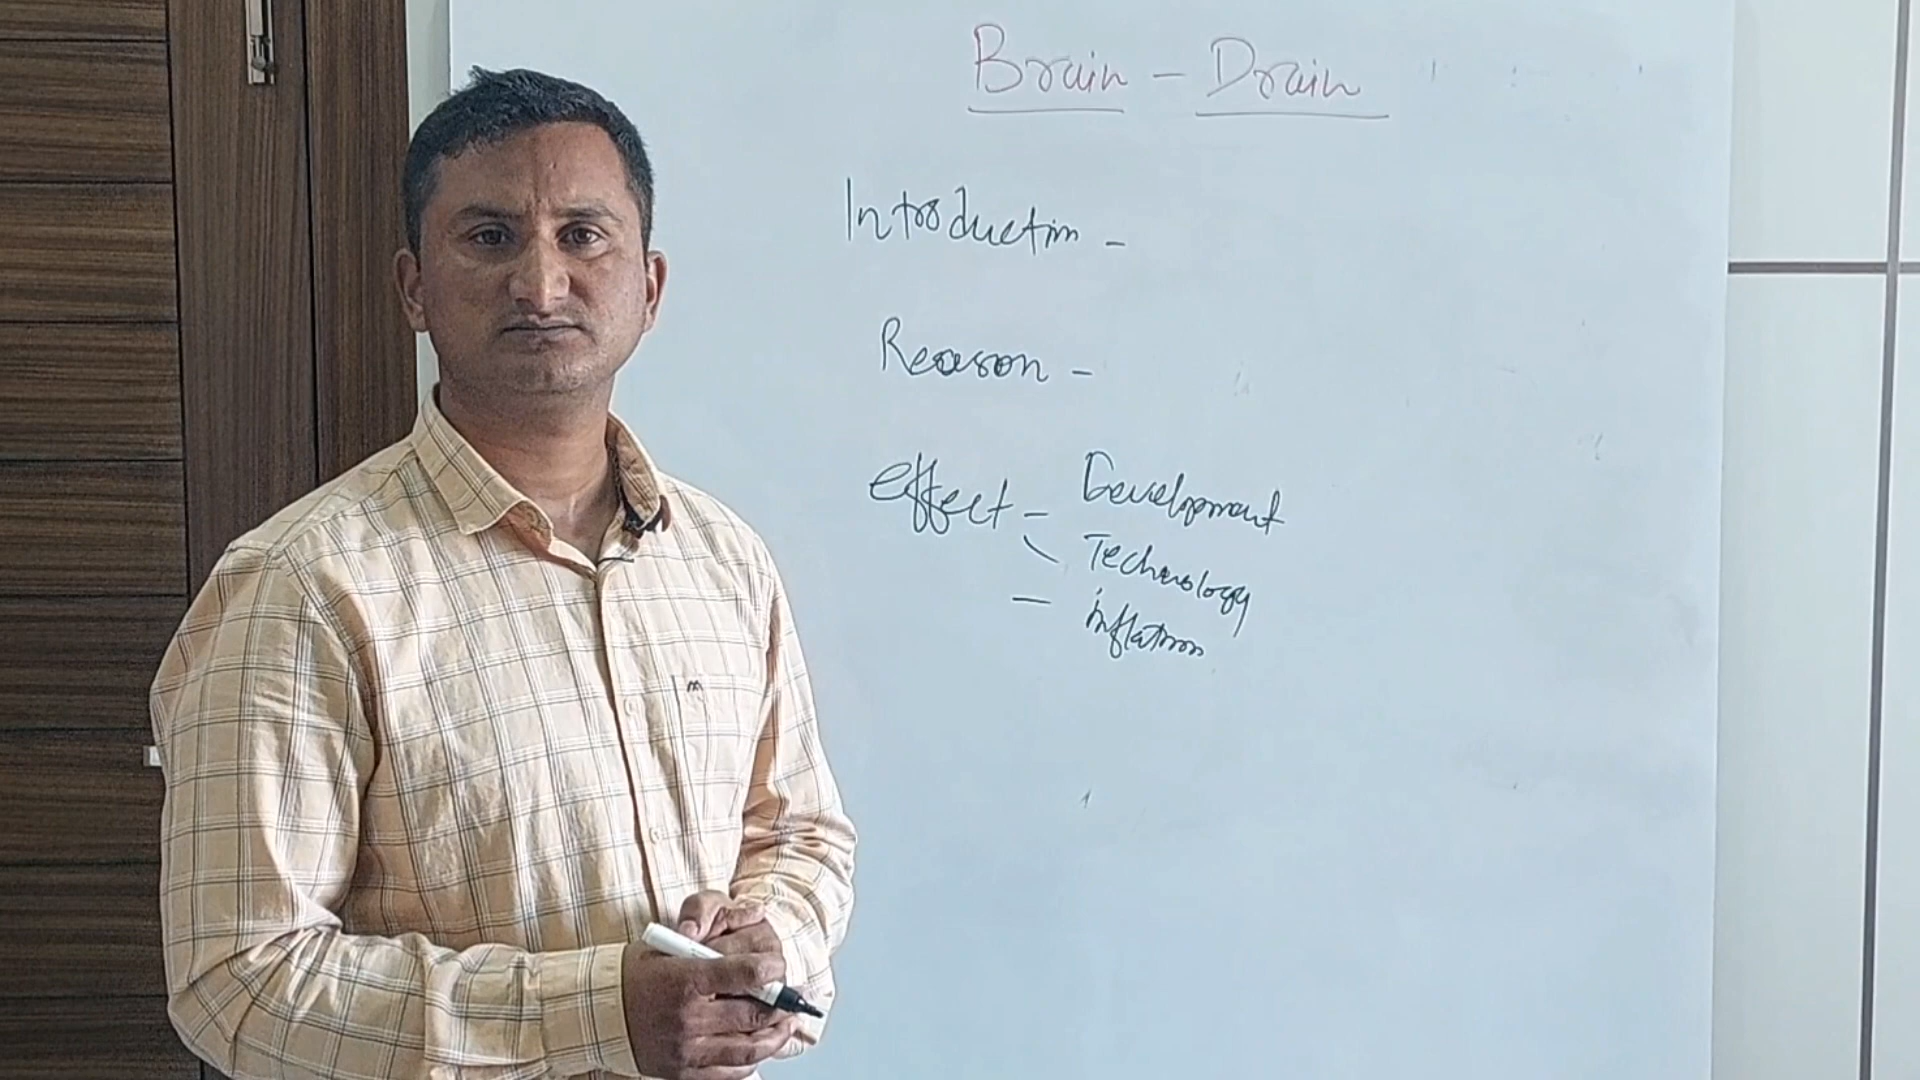 Brain - Drain
Introduction -
Reason -
effect - Development
Technology
- inflation